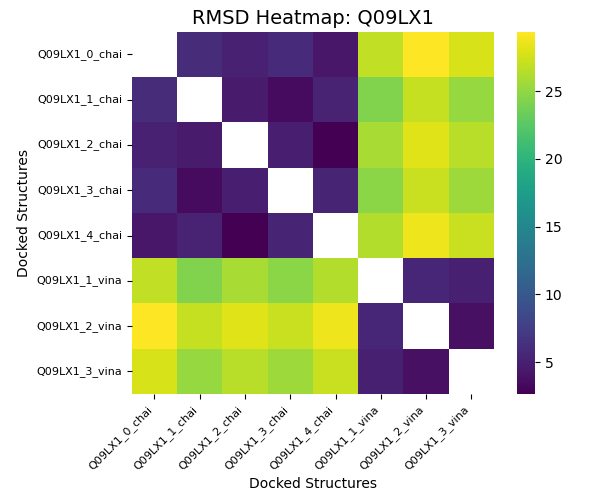 RMSD Heatmap: Q09LX1
Docked Structures
Q09LX1_0_chai
Q09LX1_1_chai
Q09LX1_2_chai
Q09LX1_3_chai
Q09LX1_4_chai
Q09LX1_1_vina
Q09LX1_2_vina
Q09LX1_3_vina
Q09LX1_0_chai
Q09LX1_1_chai
Q09LX1_2_chai
Q09LX1_3_chai
Q09LX1_4_chai
Q09LX1_1_vina
Q09LX1_2_vina
Q09LX1_3_vina
Docked Structures
25
20
15
10
5